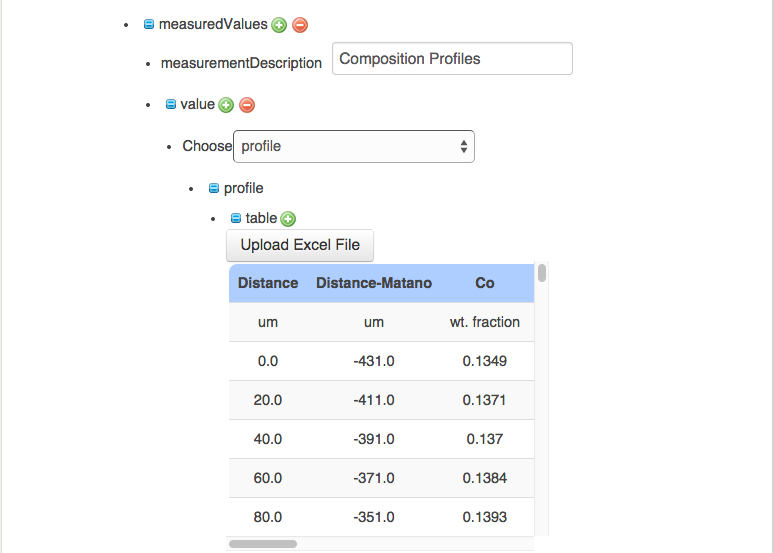 measuredValues
measurementDescription Composition Profiles
value
Choose profile
profile
table
Upload Excel File
Distance Distance-Matano Co
um um wt. fraction
0.0 -431.0 0.1349
20.0 -411.0 0.1371
40.0 -391.0 0.137
60.0 -371.0 0.1384
80.0 -351.0 0.1393